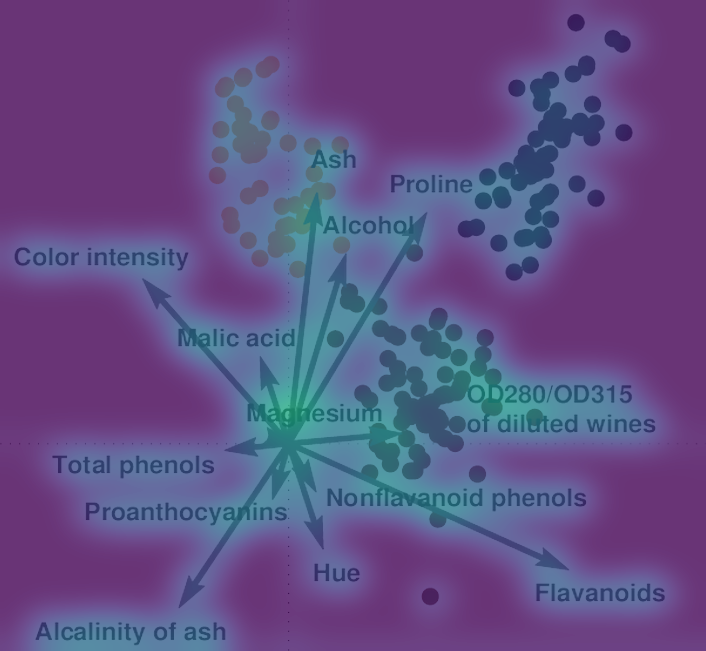 Ash
Proline
Alcohol
Color intensity
Malic acid
OD280/OD315
of diluted wines
Magnesium
Total phenols
Nonflavanoid phenols
Proanthocyanins
Hue
Flavanoids
Alcalinity of ash